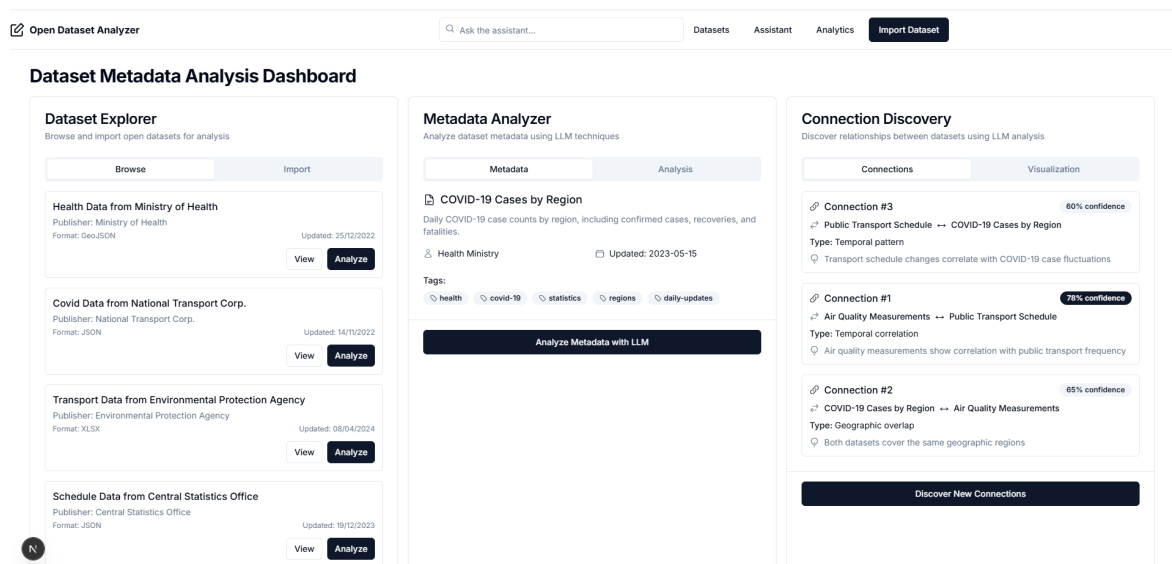 Open Dataset Analyzer
Ask the assistant...
Datasets
Assistant
Analytics
Import Dataset
Dataset Metadata Analysis Dashboard
Dataset Explorer
Browse and import open datasets for analysis
Browse
Import
Health Data from Ministry of Health
Publisher: Ministry of Health
Format: GeoJSON
Updated: 25/12/2022
View
Analyze
Covid Data from National Transport Corp.
Publisher: National Transport Corp.
Format: JSON
Updated: 14/11/2022
View
Analyze
Transport Data from Environmental Protection Agency
Publisher: Environmental Protection Agency
Format: XLSX
Updated: 08/04/2024
View
Analyze
Schedule Data from Central Statistics Office
Publisher: Central Statistics Office
Format: JSON
Updated: 19/12/2023
View
Analyze
N
Metadata Analyzer
Analyze dataset metadata using LLM techniques
Metadata
Analysis
COVID-19 Cases by Region
Daily COVID-19 case counts by region, including confirmed cases, recoveries, and
fatalities.
Health Ministry
Updated: 2023-05-15
Tags:
health
covid-19
statistics
regions
daily-updates
Analyze Metadata with LLM
Connection Discovery
Discover relationships between datasets using LLM analysis
Connections
Visualization
Connection #3
60% confidence
Public Transport Schedule ↔ COVID-19 Cases by Region
Type: Temporal pattern
Transport schedule changes correlate with COVID-19 case fluctuations
Connection #1
78% confidence
Air Quality Measurements ↔ Public Transport Schedule
Type: Temporal correlation
Air quality measurements show correlation with public transport frequency
Connection #2
65% confidence
COVID-19 Cases by Region ↔ Air Quality Measurements
Type: Geographic overlap
Both datasets cover the same geographic regions
Discover New Connections